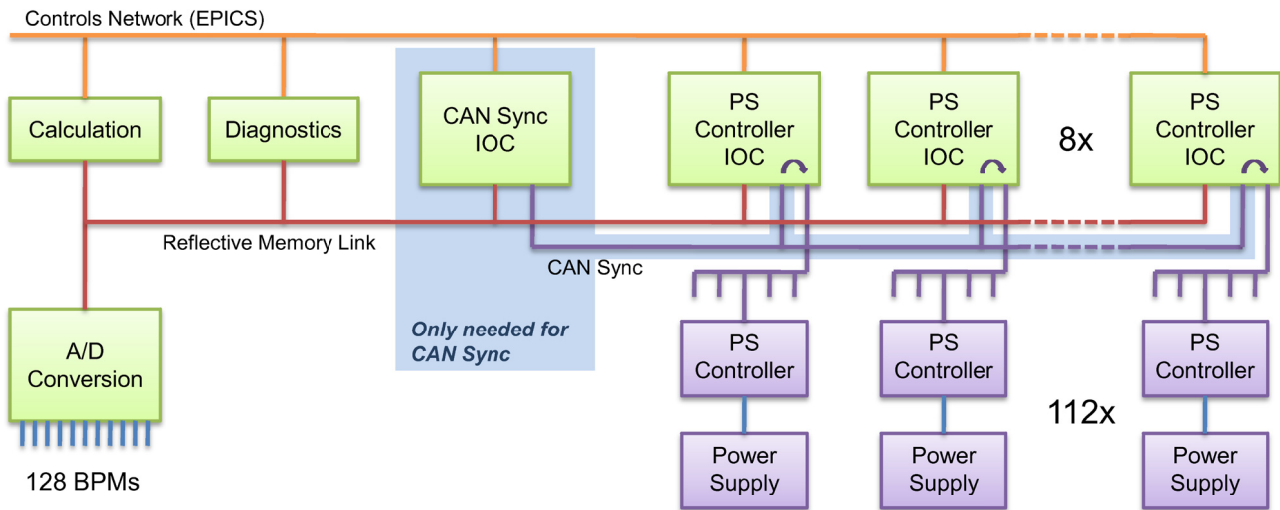 Controls Network (EPICS)
Calculation
Diagnostics
CAN Sync
IOC
PS
Controller
IOC
PS
Controller
IOC
8x
PS
Controller
IOC
Reflective Memory Link
CAN Sync
Only needed for
CAN Sync
A/D
Conversion
128 BPMs
PS
Controller
PS
Controller
PS
Controller
112x
Power
Supply
Power
Supply
Power
Supply